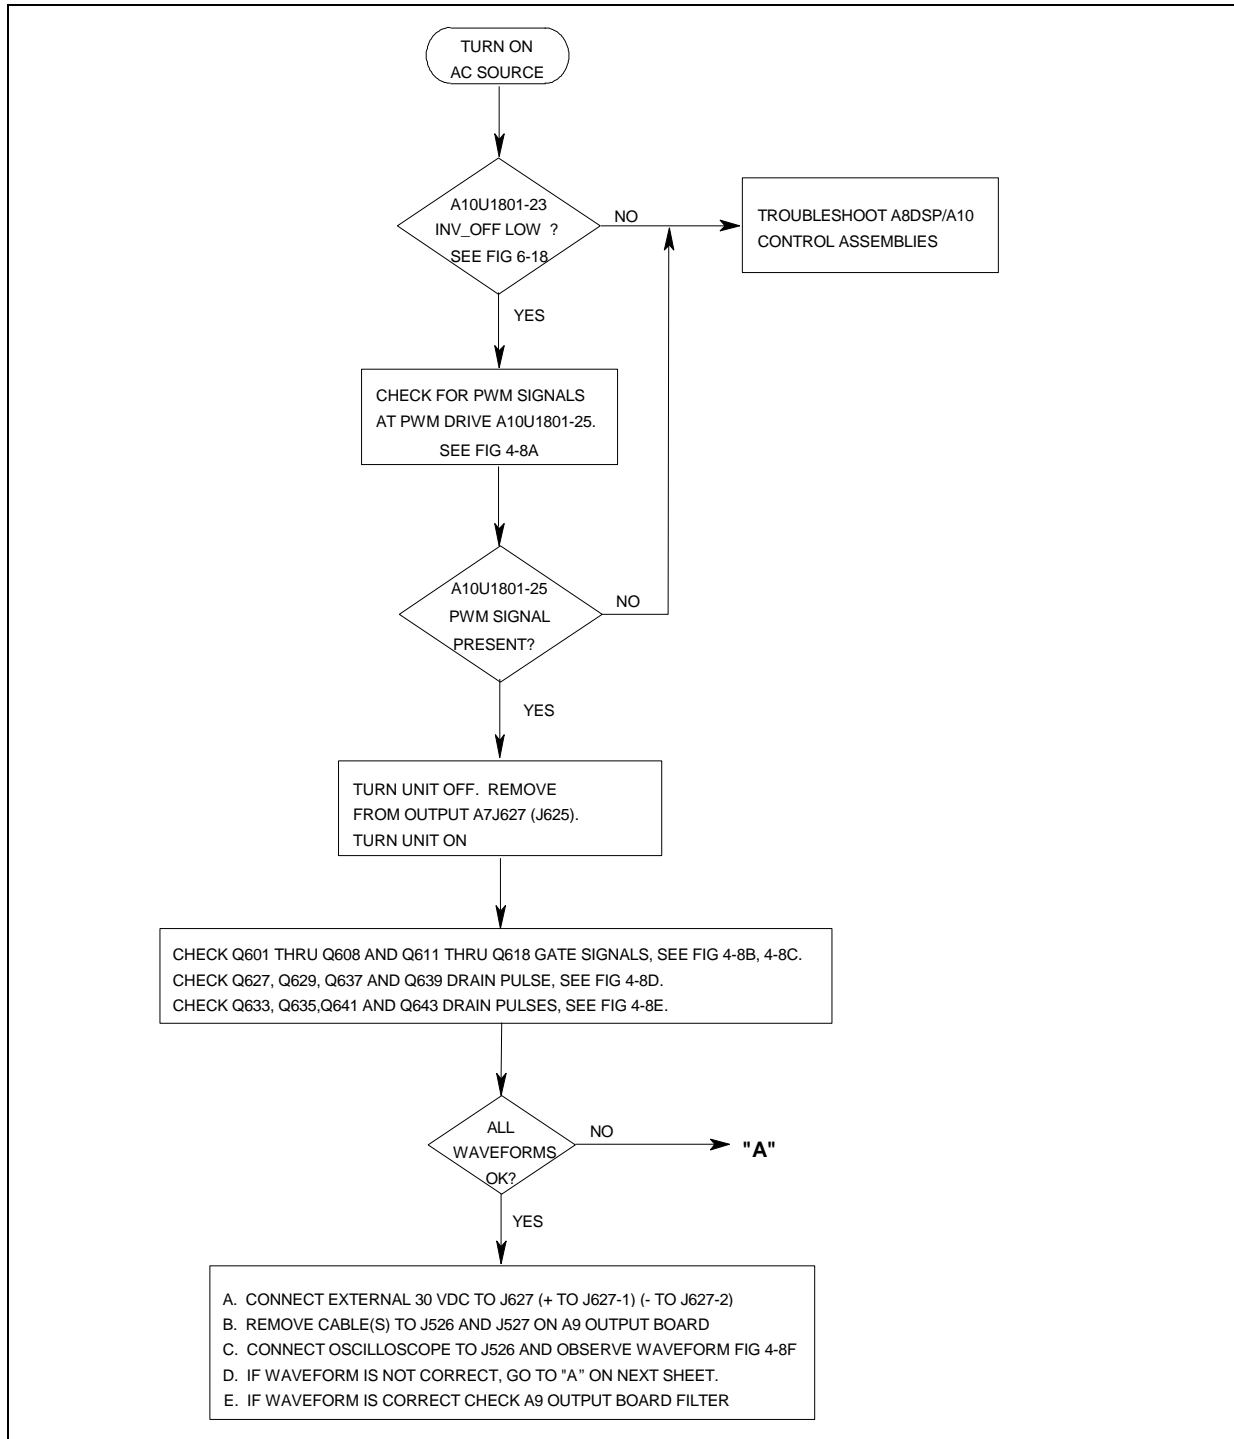 TURN ON
AC SOURCE
A10U1801-23
INV_OFF LOW ?
SEE FIG 6-18
NO
TROUBLESHOOT A8DSP/A10
CONTROL ASSEMBLIES
YES
CHECK FOR PWM SIGNALS
AT PWM DRIVE A10U1801-25.
SEE FIG 4-8A
A10U1801-25
PWM SIGNAL
PRESENT?
NO
YES
TURN UNIT OFF. REMOVE
FROM OUTPUT A7J627 (J625).
TURN UNIT ON
CHECK Q601 THRU Q608 AND Q611 THRU Q618 GATE SIGNALS, SEE FIG 4-8B, 4-8C.
CHECK Q627, Q629, Q637 AND Q639 DRAIN PULSE, SEE FIG 4-8D.
CHECK Q633, Q635,Q641 AND Q643 DRAIN PULSES, SEE FIG 4-8E.
ALL
WAVEFORMS
OK?
NO
"A"
YES
A. CONNECT EXTERNAL 30 VDC TO J627 (+ TO J627-1) (- TO J627-2)
B. REMOVE CABLE(S) TO J526 AND J527 ON A9 OUTPUT BOARD
C. CONNECT OSCILLOSCOPE TO J526 AND OBSERVE WAVEFORM FIG 4-8F
D. IF WAVEFORM IS NOT CORRECT, GO TO "A" ON NEXT SHEET.
E. IF WAVEFORM IS CORRECT CHECK A9 OUTPUT BOARD FILTER